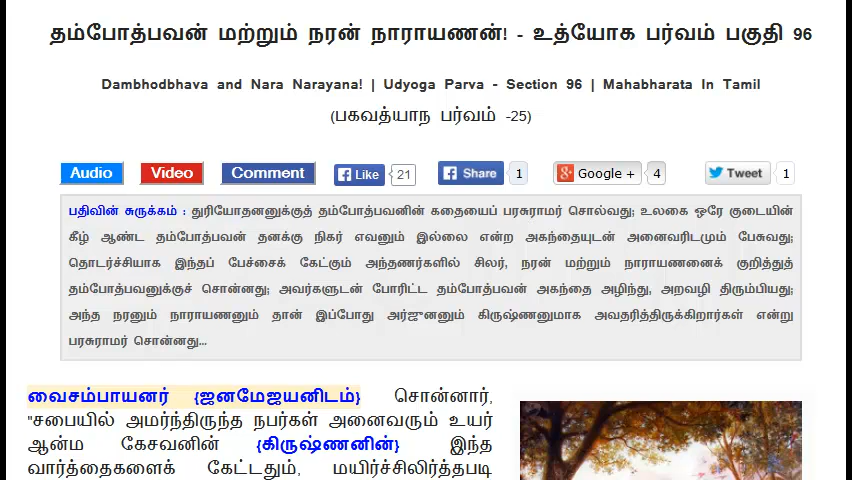 தம்போத்பவன் மற்றும் நரன் நாராயணன்! - உத்யோக பர்வம் பகுதி 96
Dambhodbhava and Nara Narayana! | Udyoga Parva - Section 96 | Mahabharata In Tamil
(பகவத்யாந பர்வம் -25)
Audio Video Comment Like 21 Share 1 Google + 4 Tweet 1
பதிவின் சுருக்கம் : துரியோதனனுக்குத் தம்போத்பவனின் கதையைப் பரசுராமர் சொல்வது; உலகை ஒரே குடையின்
கீழ் ஆண்ட தம்போத்பவன் தனக்கு நிகர் எவனும் இல்லை என்ற அகந்தையுடன் அனைவரிடமும் பேசுவது;
தொடர்ச்சியாக இந்தப் பேச்சைக் கேட்கும் அந்தணர்களில் சிலர், நரன் மற்றும் நாராயணனைக் குறித்துத்
தம்போத்பவனுக்குச் சொன்னது; அவர்களுடன் போரிட்ட தம்போத்பவன் அகந்தை அழிந்து, அறவழி திரும்பியது;
அந்த நரனும் நாராயணனும் தான் இப்போது அர்ஜுனனும் கிருஷ்ணனுமாக அவதரித்திருக்கிறார்கள் என்று
பரசுராமர் சொன்னது...
வைசம்பாயனர் {ஜனமேஜயனிடம்} சொன்னார்,
"சபையில் அமர்ந்திருந்த நபர்கள் அனைவரும் உயர்
ஆன்ம கேசவனின் {கிருஷ்ணனின்} இந்த
வார்த்தைகளைக் கேட்டதும், மயிர்ச்சிலிர்த்தபடி